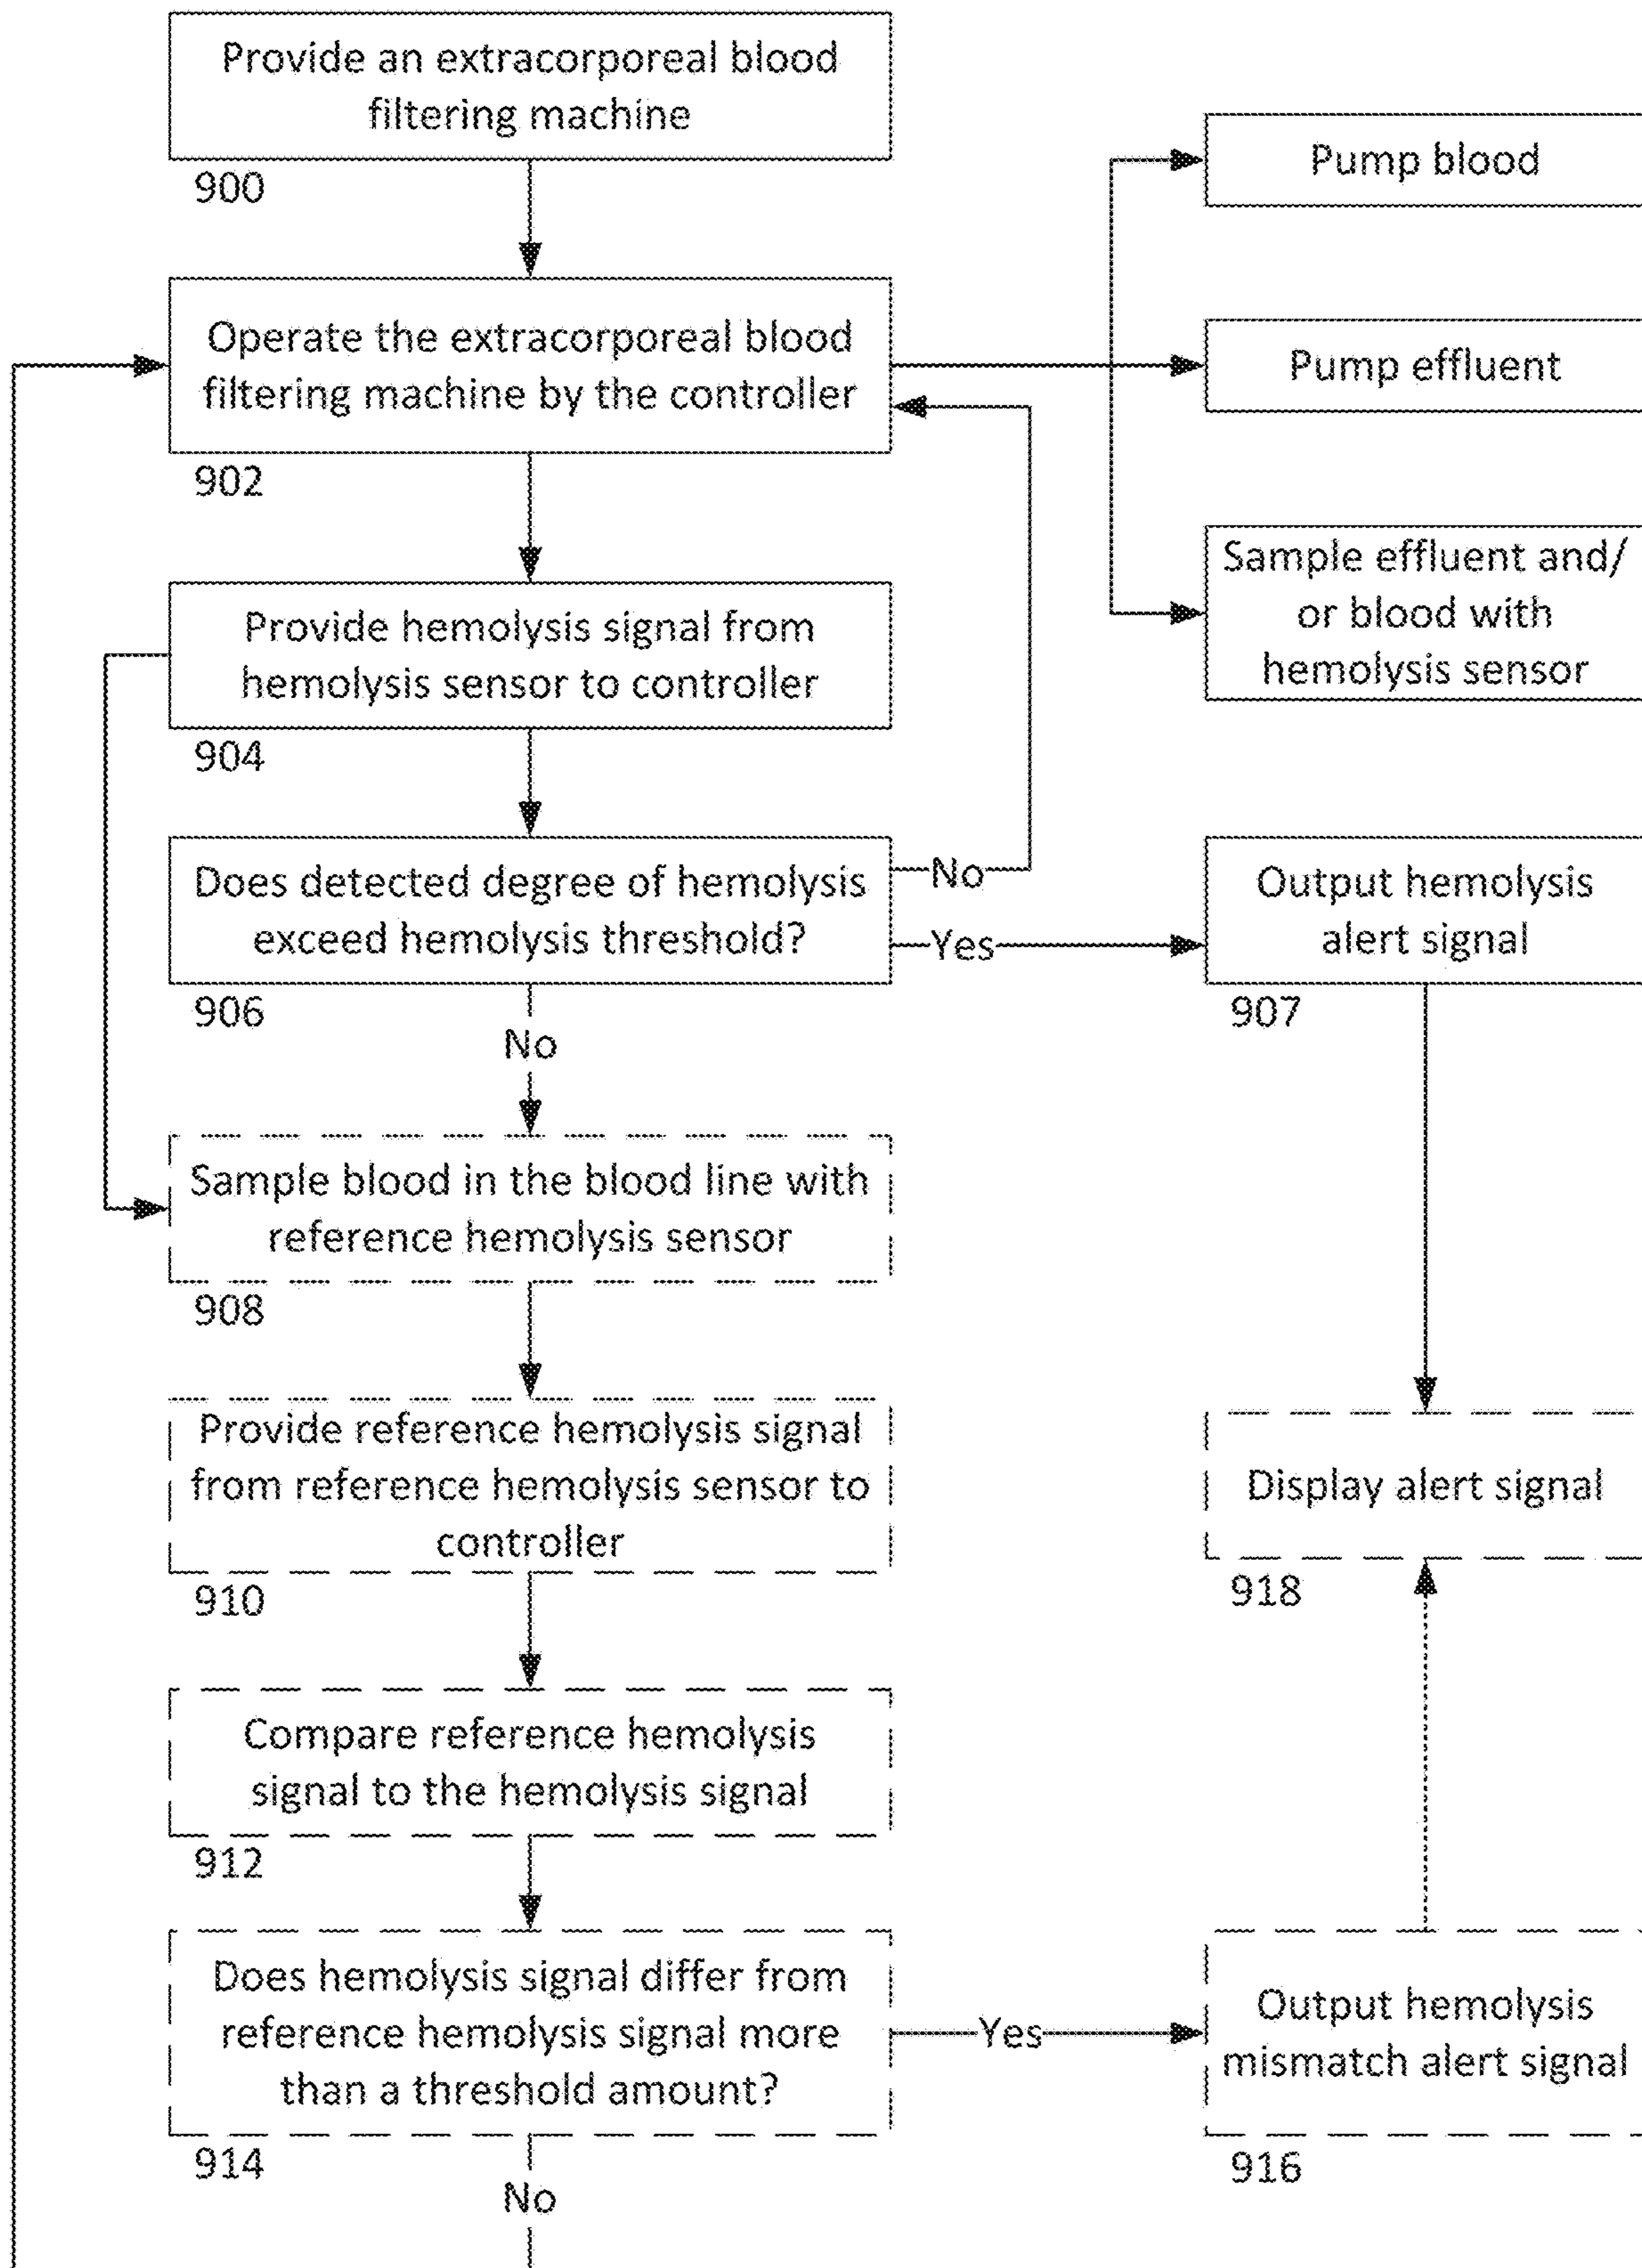 Provide an extracorporeal blood
filtering machine
900
Pump blood
Operate the extracorporeal blood
filtering machine by the controller
902
Pump effluent
Sample effluent and/
or blood with
hemolysis sensor
Provide hemolysis signal from
hemolysis sensor to controller
904
Does detected degree of hemolysis
exceed hemolysis threshold?
906
No
Yes
Output hemolysis
alert signal
907
No
Sample blood in the blood line with
reference hemolysis sensor
908
Provide reference hemolysis signal
from reference hemolysis sensor to
controller
910
Display alert signal
918
Compare reference hemolysis
signal to the hemolysis signal
912
Does hemolysis signal differ from
reference hemolysis signal more
than a threshold amount?
914
Yes
Output hemolysis
mismatch alert signal
916
No